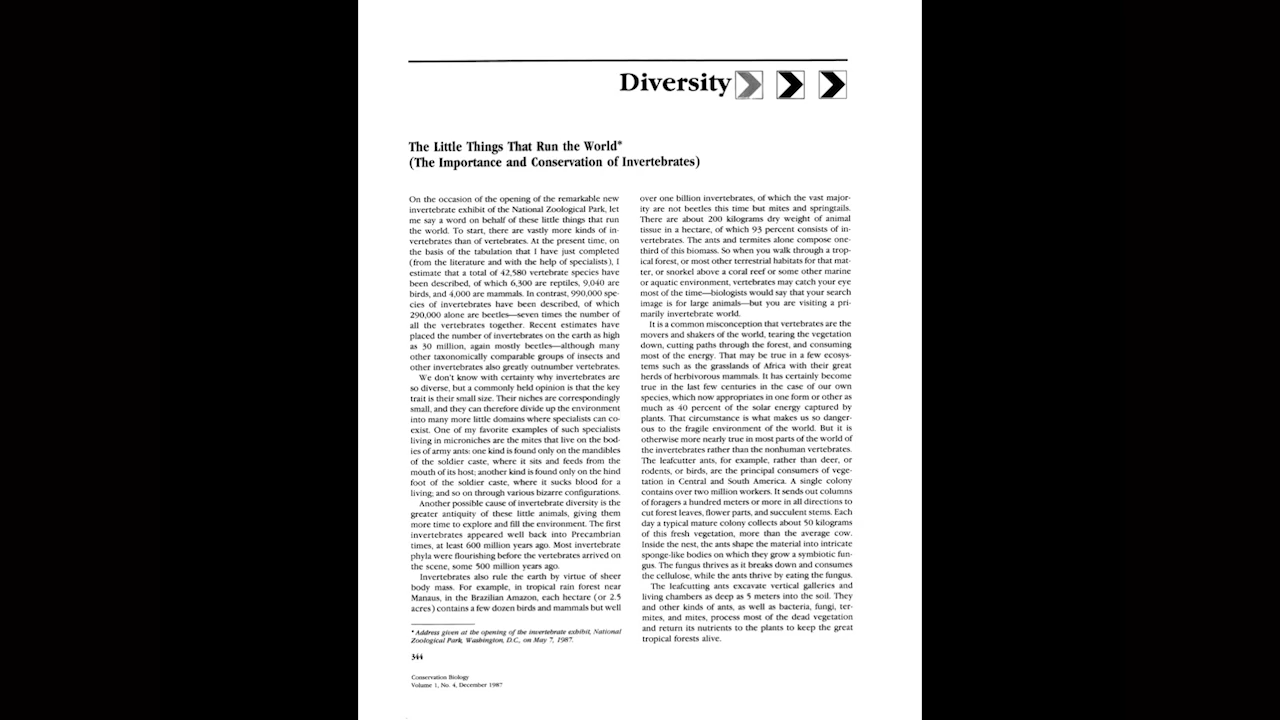 Diversity
The Little Things That Run the World*
(The Importance and Conservation of Invertebrates)
On the occasion of the opening of the remarkable new
invertebrate exhibit of the National Zoological Park, let
me say a word on behalf of these little things that run
the world. To start, there are vastly more kinds of in-
vertebrates than of vertebrates. At the present time, on
the basis of the tabulation that I have just completed
(from the literature and with the help of specialists), I
estimate that a total of 42,580 vertebrate species have
been described, of which 6,300 are reptiles, 9,040 are
birds, and 4,000 are mammals. In contrast, 990,000 spe-
cies of invertebrates have been described, of which
290,000 alone are beetles—seven times the number of
all the vertebrates together. Recent estimates have
placed the number of invertebrates on the earth as high
as 30 million, again mostly beetles—although many
other taxonomically comparable groups of insects and
other invertebrates also greatly outnumber vertebrates.
We don't know with certainty why invertebrates are
so diverse, but a commonly held opinion is that the key
trait is their small size. Their niches are correspondingly
small, and they can therefore divide up the environment
into many more little domains where specialists can co-
exist. One of my favorite examples of such specialists
living in microniches are the mites that live on the bod-
ies of army ants: one kind is found only on the mandibles
of the soldier caste, where it sits and feeds from the
mouth of its host; another kind is found only on the hind
foot of the soldier caste, where it sucks blood for a
living; and so on through various bizarre configurations.
Another possible cause of invertebrate diversity is the
greater antiquity of these little animals, giving them
more time to explore and fill the environment. The first
invertebrates appeared well back into Precambrian
times, at least 600 million years ago. Most invertebrate
phyla were flourishing before the vertebrates arrived on
the scene, some 500 million years ago.
Invertebrates also rule the earth by virtue of sheer
body mass. For example, in tropical rain forest near
Manaus, in the Brazilian Amazon, each hectare (or 2.5
acres) contains a few dozen birds and mammals but well
* Address given at the opening of the invertebrate exhibit, National
Zoological Park, Washington, D.C., on May 7, 1987.
344
Conservation Biology
Volume 1, No. 4, December 1987
over one billion invertebrates, of which the vast major-
ity are not beetles this time but mites and springtails.
There are about 200 kilograms dry weight of animal
tissue in a hectare, of which 93 percent consists of in-
vertebrates. The ants and termites alone compose one-
third of this biomass. So when you walk through a trop-
ical forest, or most other terrestrial habitats for that mat-
ter, or snorkel above a coral reef or some other marine
or aquatic environment, vertebrates may catch your eye
most of the time—biologists would say that your search
image is for large animals—but you are visiting a pri-
marily invertebrate world.
It is a common misconception that vertebrates are the
movers and shakers of the world, tearing the vegetation
down, cutting paths through the forest, and consuming
most of the energy. That may be true in a few ecosys-
tems such as the grasslands of Africa with their great
herds of herbivorous mammals. It has certainly become
true in the last few centuries in the case of our own
species, which now appropriates in one form or other as
much as 40 percent of the solar energy captured by
plants. That circumstance is what makes us so danger-
ous to the fragile environment of the world. But it is
otherwise more nearly true in most parts of the world of
the invertebrates rather than the nonhuman vertebrates.
The leafcutter ants, for example, rather than deer, or
rodents, or birds, are the principal consumers of vege-
tation in Central and South America. A single colony
contains over two million workers. It sends out columns
of foragers a hundred meters or more in all directions to
cut forest leaves, flower parts, and succulent stems. Each
day a typical mature colony collects about 50 kilograms
of this fresh vegetation, more than the average cow.
Inside the nest, the ants shape the material into intricate
sponge-like bodies on which they grow a symbiotic fun-
gus. The fungus thrives as it breaks down and consumes
the cellulose, while the ants thrive by eating the fungus.
The leafcutting ants excavate vertical galleries and
living chambers as deep as 5 meters into the soil. They
and other kinds of ants, as well as bacteria, fungi, ter-
mites, and mites, process most of the dead vegetation
and return its nutrients to the plants to keep the great
tropical forests alive.